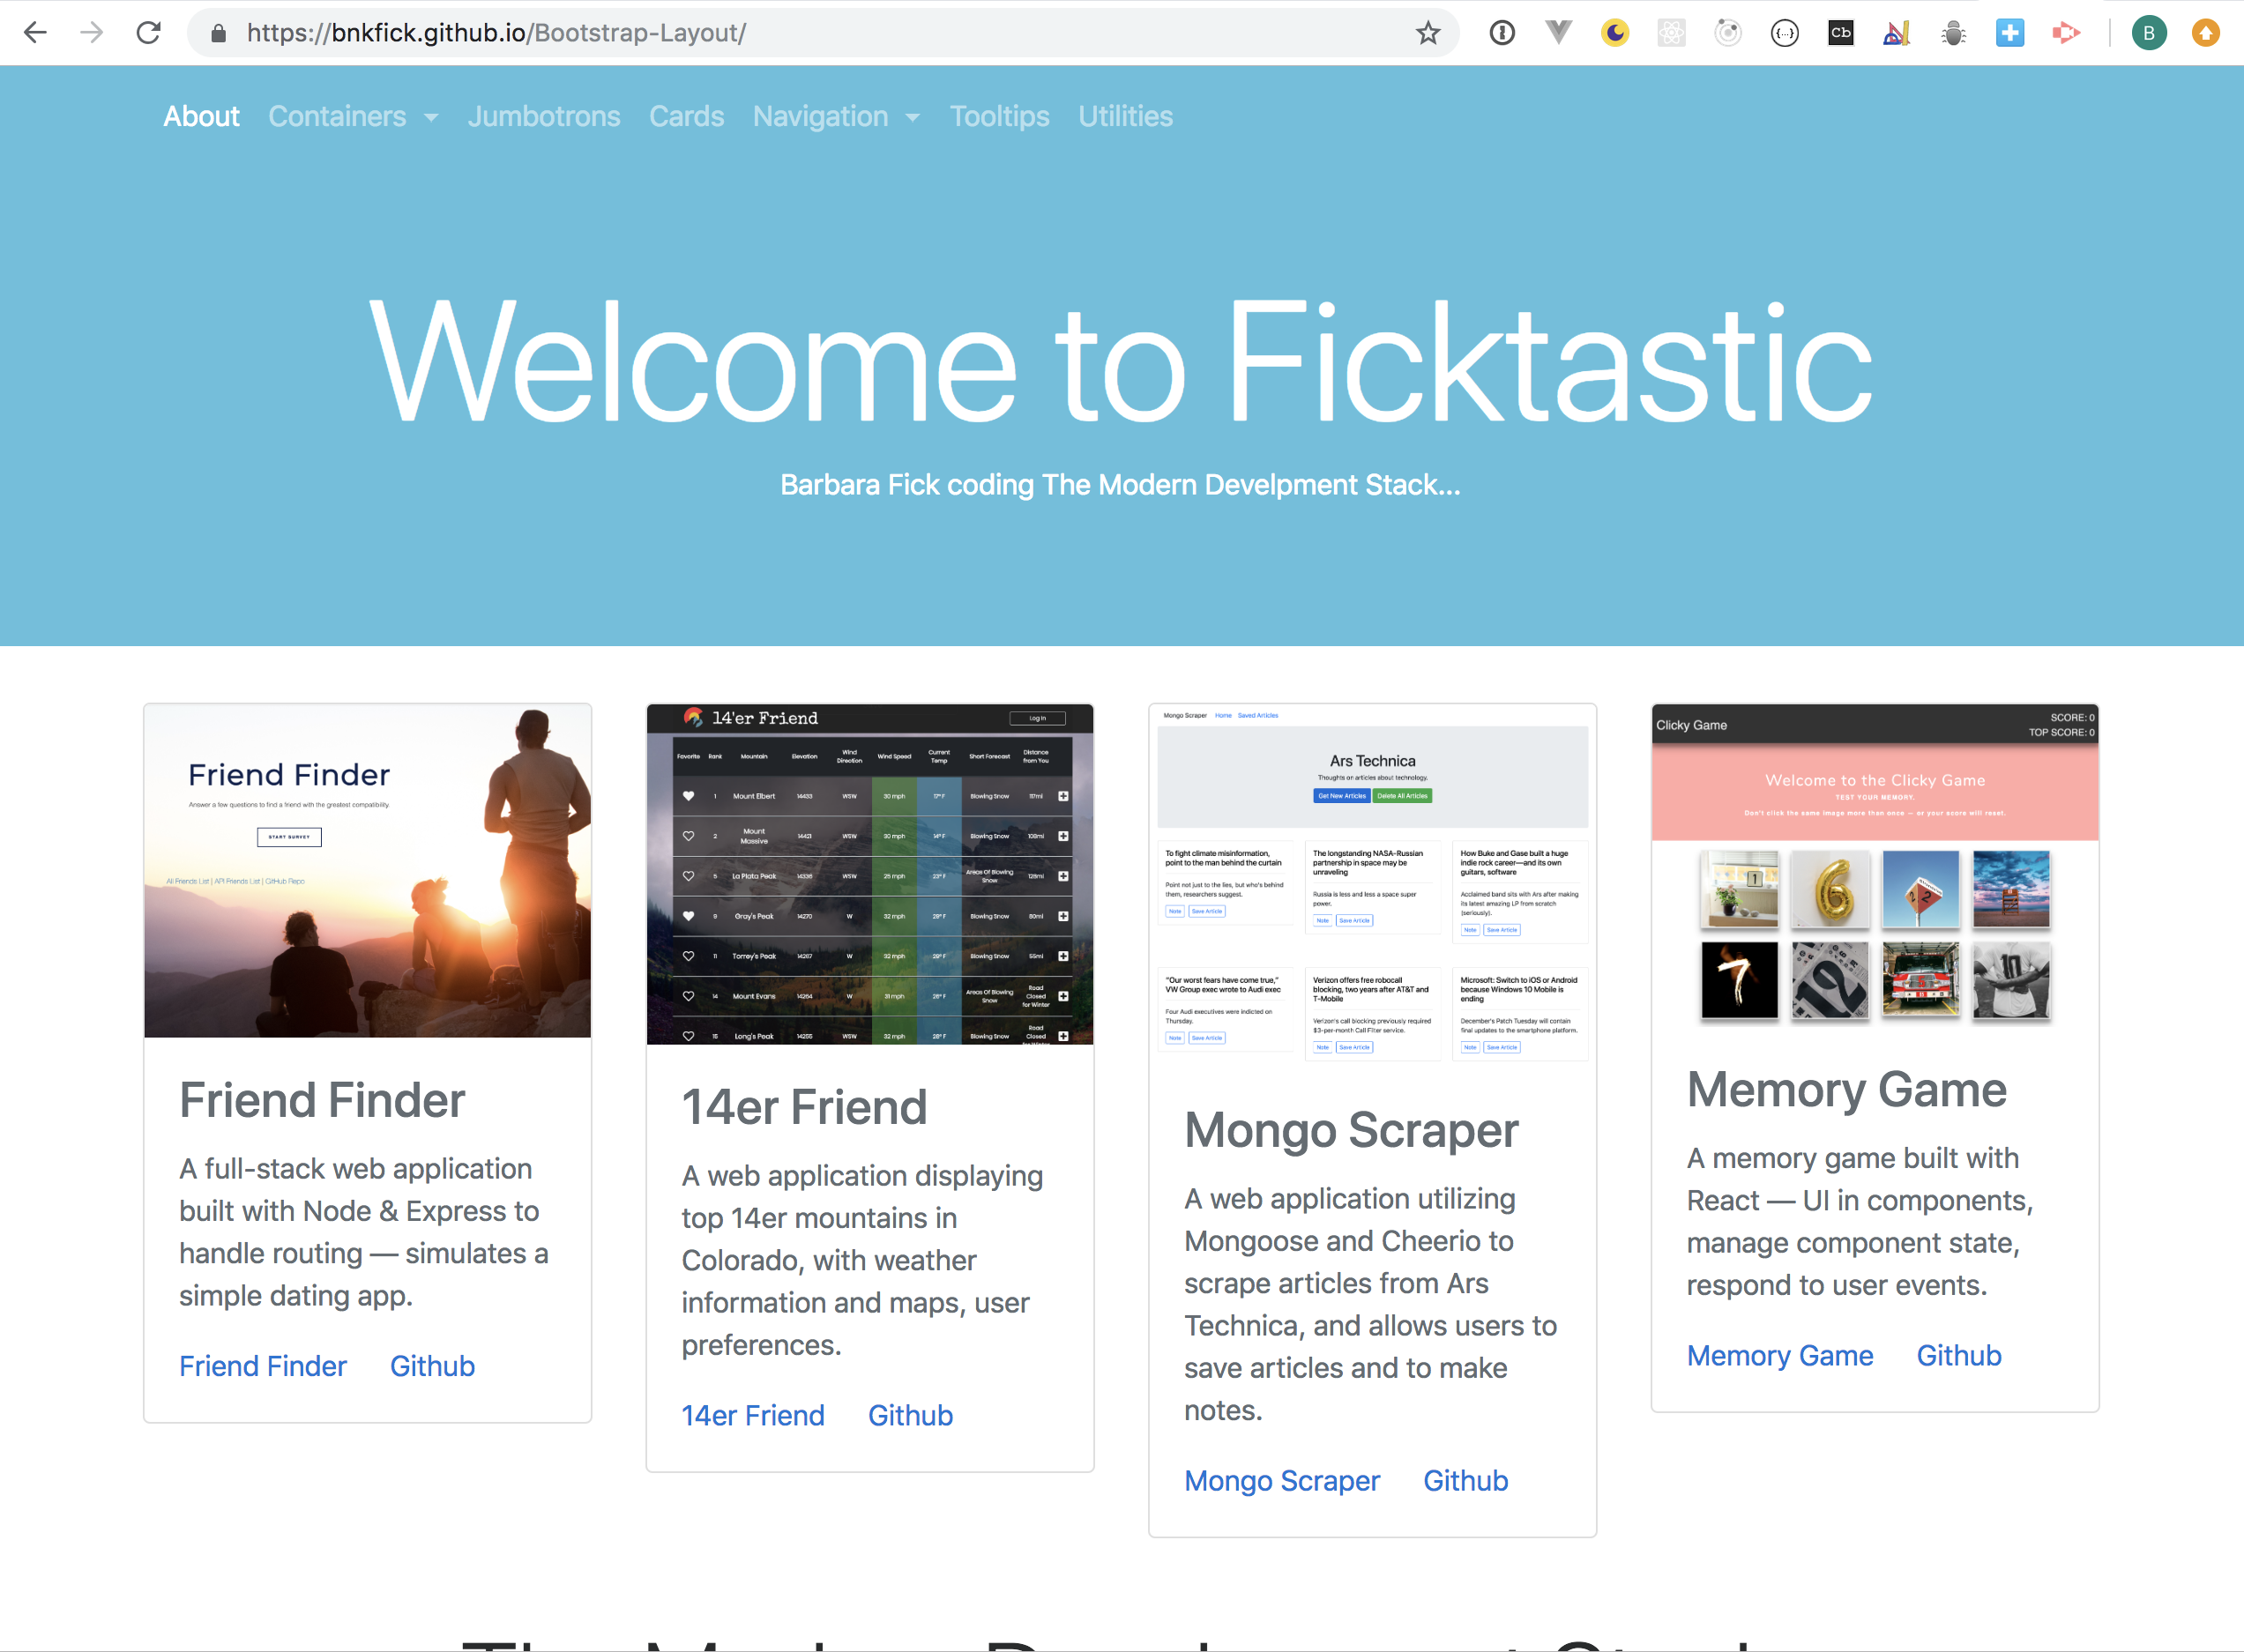 https://bnkfick.github.io/Bootstrap-Layout/
Cb
B
About Containers Jumbotrons Cards Navigation Tooltips Utilities
Welcome to Ficktastic
Barbara Fick coding The Modern Develpment Stack...
Friend Finder
Answer a few questions to find a friend with the greatest compatibility.
START SURVEY
All Friends List | API Friends List | GitHub Repo
Friend Finder
A full-stack web application
built with Node & Express to
handle routing — simulates a
simple dating app.
Friend Finder Github
14'er Friend Log In
Favorite Rank Mountain Elevation Wind Direction Wind Speed Current Temp Short Forecast Distance from You
1 Mount Elbert 14433 WSW 30 mph 17° F Blowing Snow 117mi
2 Mount Massive 14421 WSW 30 mph 14° F Blowing Snow 108mi
5 La Plata Peak 14336 WSW 25 mph 23° F Areas Of Blowing Snow 128mi
9 Gray's Peak 14270 W 32 mph 29° F Blowing Snow 80mi
11 Torrey's Peak 14267 W 32 mph 29° F Blowing Snow 55mi
14 Mount Evans 14264 W 31 mph 26° F Areas Of Blowing Snow Road Closed for Winter
15 Long's Peak 14255 WSW 32 mph 28° F Blowing Snow Road Closed
14er Friend
A web application displaying
top 14er mountains in
Colorado, with weather
information and maps, user
preferences.
14er Friend Github
Mongo Scraper Home Saved Articles
Ars Technica
Thoughts on articles about technology.
Get New Articles Delete All Articles
To fight climate misinformation,
point to the man behind the curtain
Point not just to the lies, but who's behind
them, researchers suggest.
Note Save Article
The longstanding NASA-Russian
partnership in space may be
unraveling
Russia is less and less a space super
power.
Note Save Article
How Buke and Gase built a huge
indie rock career—and its own
guitars, software
Acclaimed band sits with Ars after making
its latest amazing LP from scratch
(seriously).
Note Save Article
"Our worst fears have come true,"
VW Group exec wrote to Audi exec
Four Audi executives were indicted on
Thursday.
Note Save Article
Verizon offers free robocall
blocking, two years after AT&T and
T-Mobile
Verizon's call blocking previously required
$3-per-month Call Filter service.
Note Save Article
Microsoft: Switch to iOS or Android
because Windows 10 Mobile is
ending
December's Patch Tuesday will contain
final updates to the smartphone platform.
Note Save Article
Mongo Scraper
A web application utilizing
Mongoose and Cheerio to
scrape articles from Ars
Technica, and allows users to
save articles and to make
notes.
Mongo Scraper Github
Clicky Game SCORE: 0
TOP SCORE: 0
Welcome to the Clicky Game
TEST YOUR MEMORY.
Don't click the same image more than once — or your score will reset.
1 6 2 2
7 12 10
Memory Game
A memory game built with
React — UI in components,
manage component state,
respond to user events.
Memory Game Github